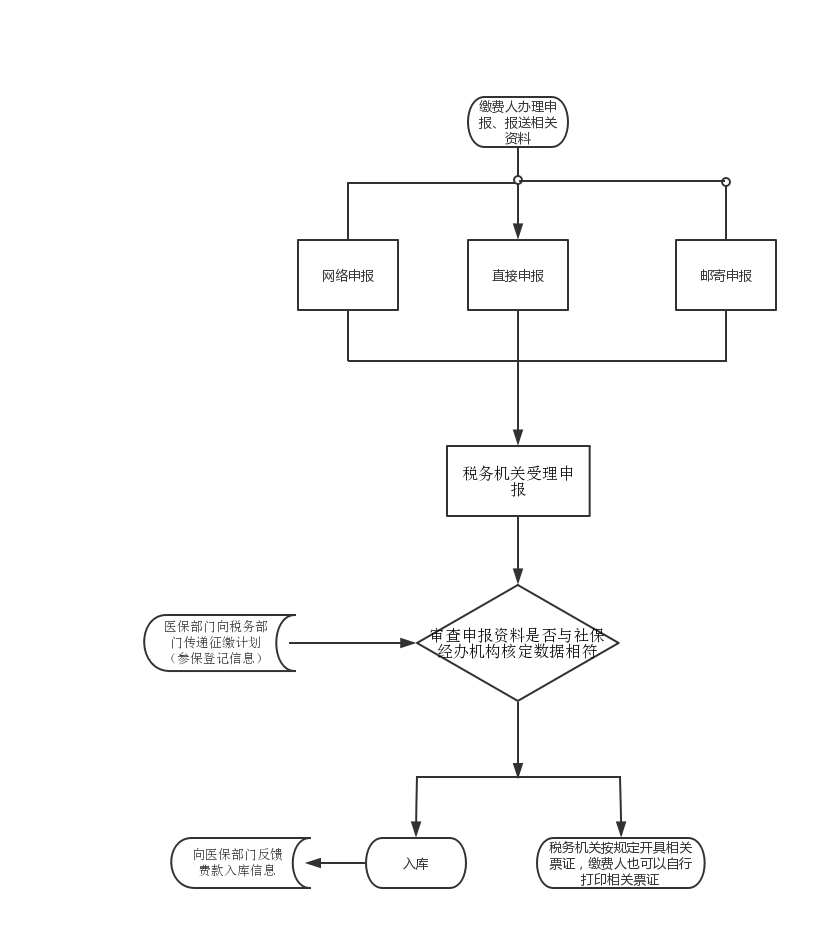 缴费人办理申
报、报送相关
资料
网络申报
直接申报
邮寄申报
税务机关受理申
报
医保部门向税务部
门传递征缴计划
（参保登记信息）
审查申报资料是否与社保
经办机构核定数据相符
向医保部门反馈
费款入库信息
入库
税务机关按规定开具相关
票证，缴费人也可以自行
打印相关票证